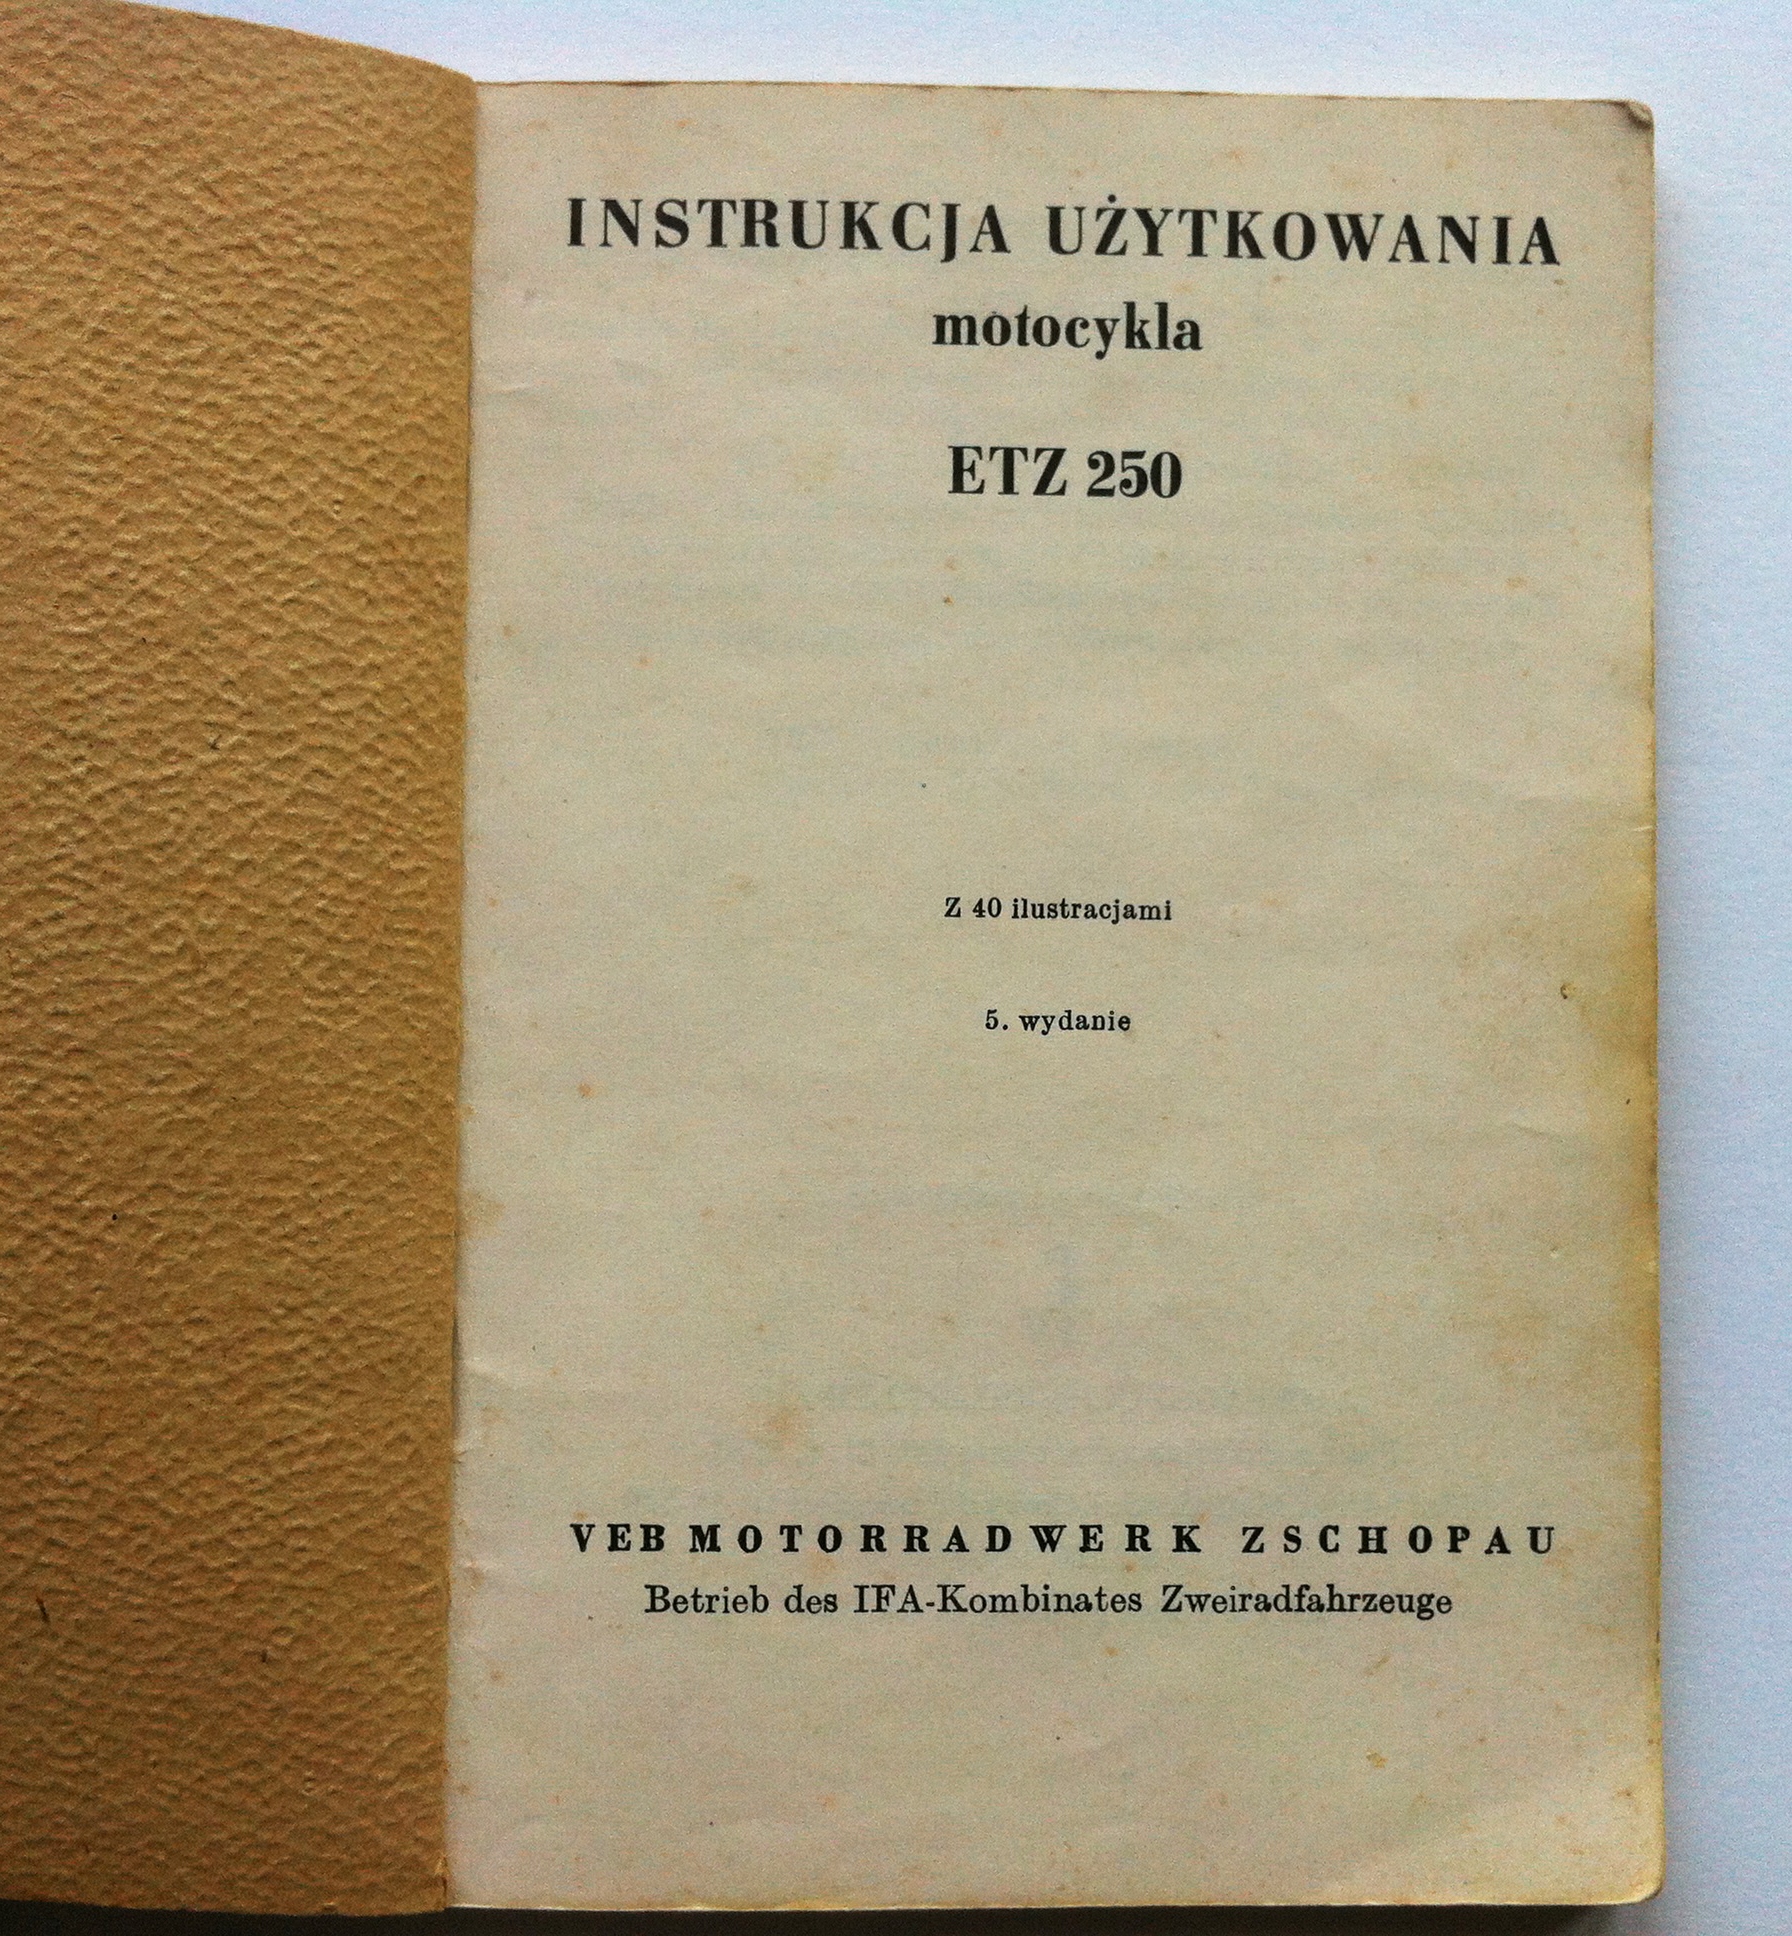 INSTRUKCJA UŻYTKOWANIA
motocykla
ETZ 250
Z 40 ilustracjami
5. wydanie
VEB MOTORRADWERK ZSCHOPAU
Betrieb des IFA-Kombinates Zweiradfahrzeuge